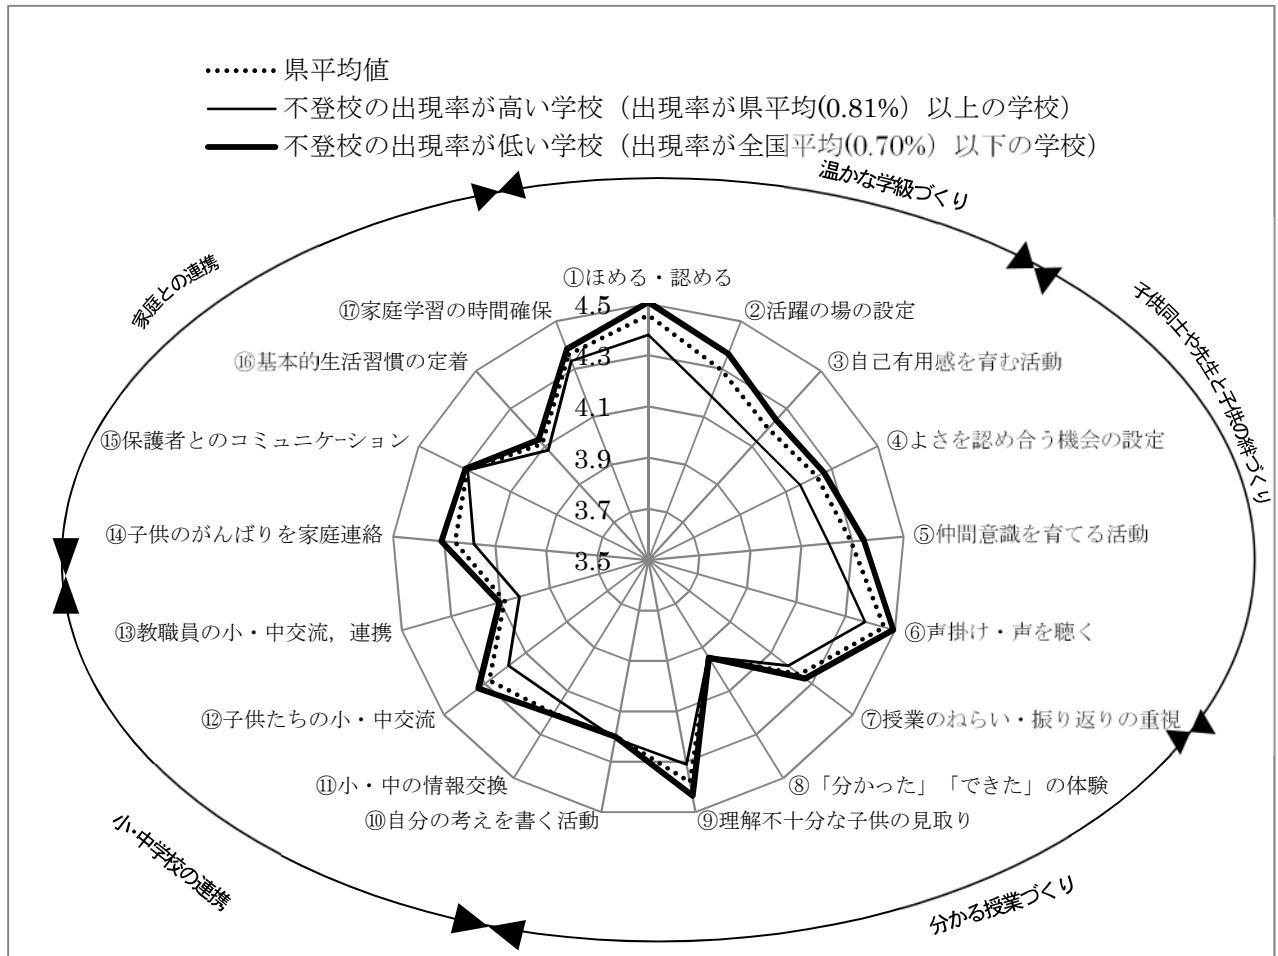 県平均値
不登校の出現率が高い学校（出現率が県平均(0.81%）以上の学校）
不登校の出現率が低い学校（出現率が全国平均(0.70%）以下の学校）
温かな学級づくり
家庭との連携
子供同士や先生と子供の絆づくり
①ほめる・認める
⑰家庭学習の時間確保
4.5
②活躍の場の設定
⑯基本的生活習慣の定着
4.3
③自己有用感を育む活動
4.1
⑮保護者とのコミュニケーション
④よさを認め合う機会の設定
3.9
3.7
⑭子供のがんばりを家庭連絡
⑤仲間意識を育てる活動
3.5
⑬教職員の小・中交流，連携
⑥声掛け・声を聴く
⑫子供たちの小・中交流
⑦授業のねらい・振り返りの重視
⑪小・中の情報交換
⑧「分かった」「できた」の体験
⑩自分の考えを書く活動
⑨理解不十分な子供の見取り
小・中学校の連携
分かる授業づくり